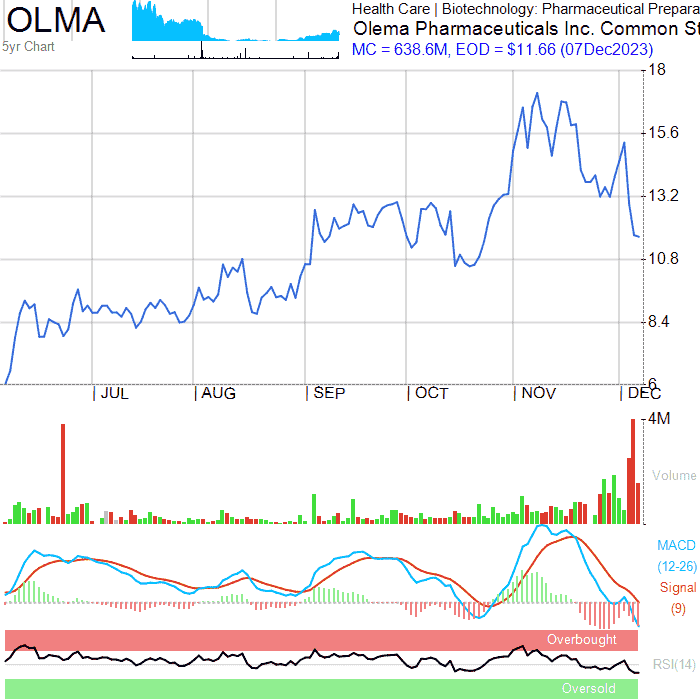 OLMA
5yr Chart
Health Care | Biotechnology: Pharmaceutical Prepara
Olema Pharmaceuticals Inc. Common St
MC = 638.6M, EOD = $11.66 (07Dec2023)
18
15.6
13.2
10.8
8.4
6
JUL AUG SEP OCT NOV DEC
4M
Volume
MACD
(12-26)
Signal
(9)
Overbought
RSI(14)
Oversold